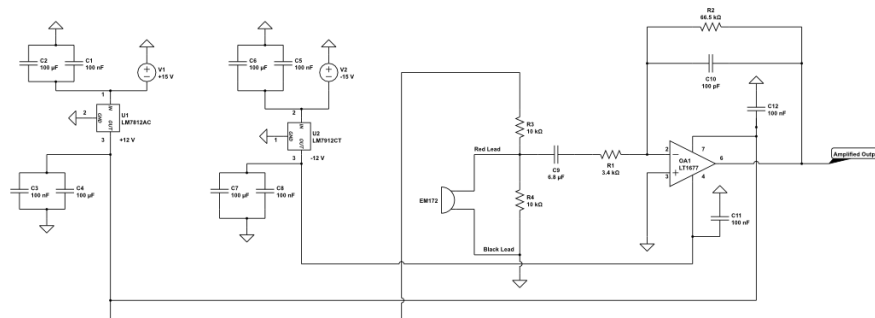 C2
100 µF
C1
100 nF
V1
+15 V
1
IN
2
GND
OUT
U1
LM7812AC
3
+12 V
C3
100 nF
C4
100 µF
C6
100 µF
C5
100 nF
V2
-15 V
2
IN
1
GND
OUT
U2
LM7912CT
3
-12 V
C7
100 µF
C8
100 nF
R3
10 kΩ
Red Lead
EM172
R4
10 kΩ
Black Lead
C9
6.8 µF
R1
3.4 kΩ
R2
66.5 kΩ
C10
100 pF
C12
100 nF
2
7
OA1
LT1677
6
3
4
C11
100 nF
Amplified Outp